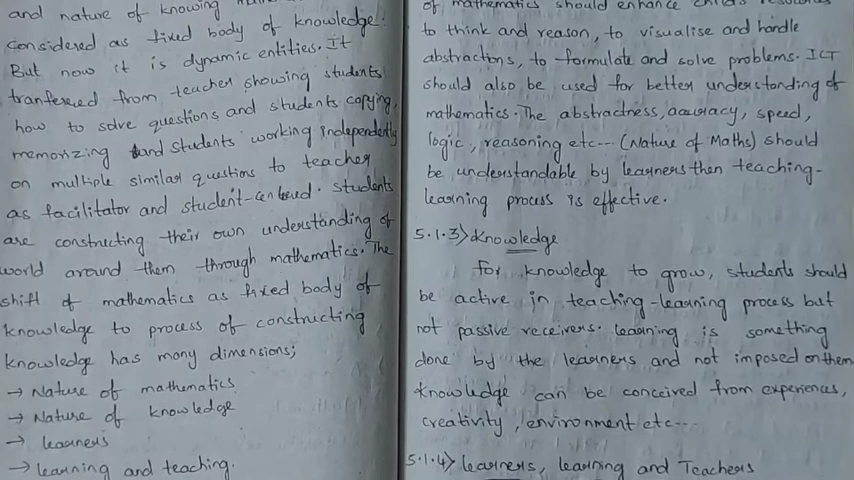 and nature of knowing
considered as fixed body of knowledge.
But now it is dynamic entities. It
tranfered from teacher showing students
how to solve questions and students copying,
memorizing and students working independently
on multiple similar questions to teacher
as facilitator and student-centered. students
are constructing their own understanding of
world around them through mathematics. The
shift of mathematics as fixed body of
knowledge to process of constructing
knowledge has many dimensions;
→ Nature of mathematics
→ Nature of knowledge
→ learners
→ learning and teaching.
of mathematics should enhance child's
to think and reason, to visualise and handle
abstractions, to formulate and solve problems. ICT
should also be used for better understanding of
mathematics. The abstractness, accuracy, speed,
logic, reasoning etc... (Nature of Maths) should
be understandable by learners then teaching-
learning process is effective.
5.1.3> Knowledge
For knowledge to grow, students should
be active in teaching-learning process but
not passive receivers. learning is something
done by the learners and not imposed on them
Knowledge can be conceived from experiences,
creativity, environment etc...
5.1.4> learners, learning and Teachers